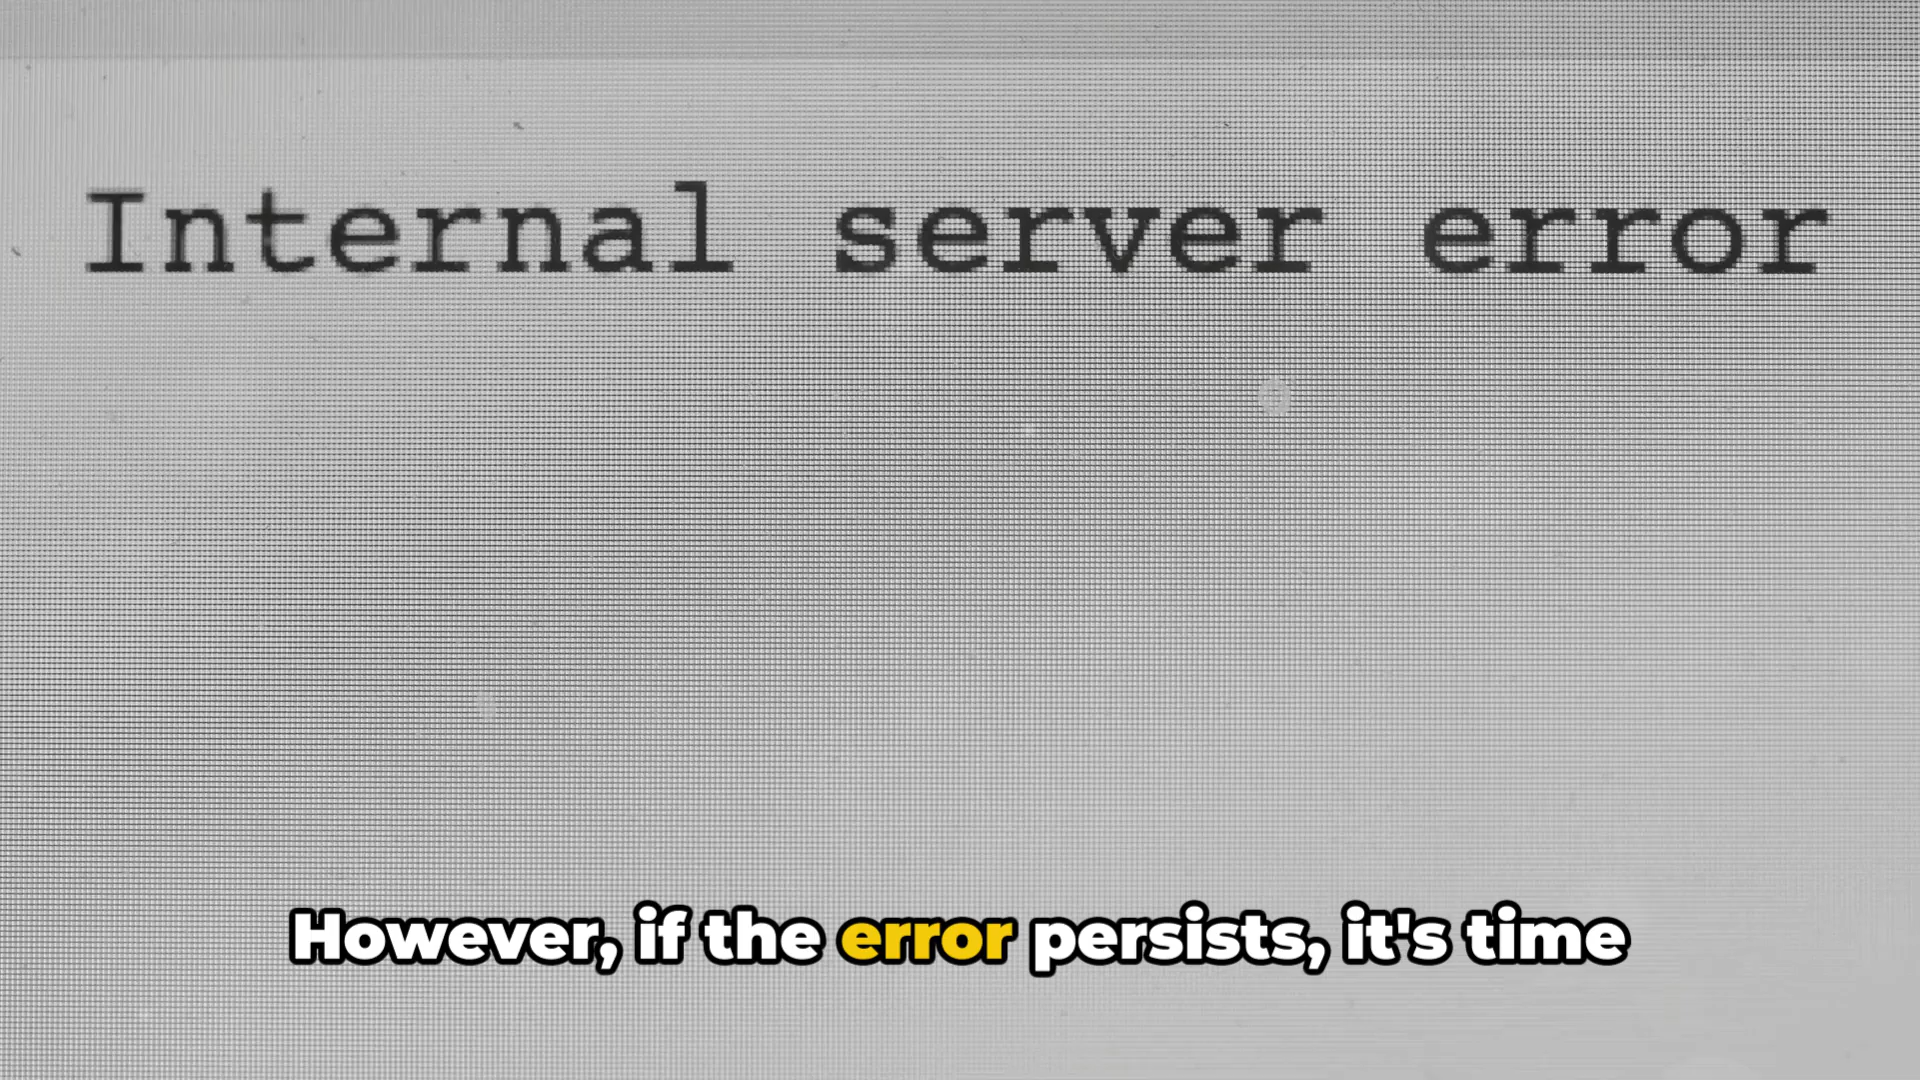 Internal server error
However, if the error persists, it's time